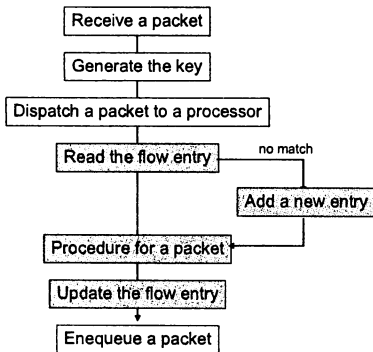 Receive a packet
Generate the key
Dispatch a packet to a processor
Read the flow entry
no match
Add a new entry
Procedure for a packet
Update the flow entry
Enequeue a packet